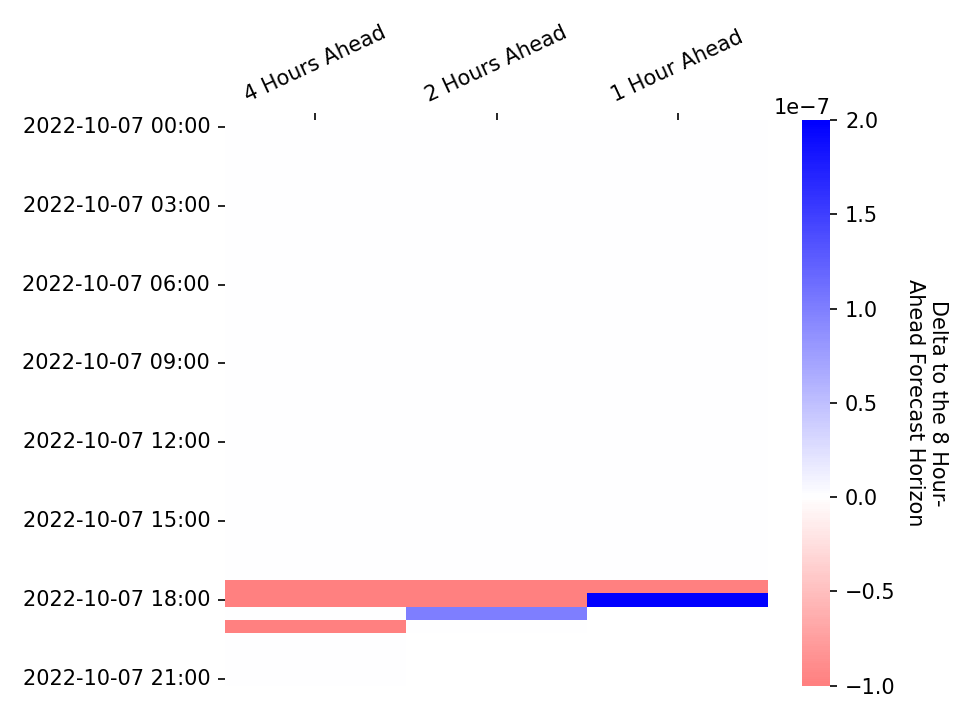 4 Hours Ahead
2 Hours Ahead
1 Hour Ahead
2022-10-07 00:00
2022-10-07 03:00
2022-10-07 06:00
2022-10-07 09:00
2022-10-07 12:00
2022-10-07 15:00
2022-10-07 18:00
2022-10-07 21:00
1e−7
2.0
1.5
1.0
0.5
0.0
−0.5
−1.0
Delta to the 8 Hour-
Ahead Forecast Horizon